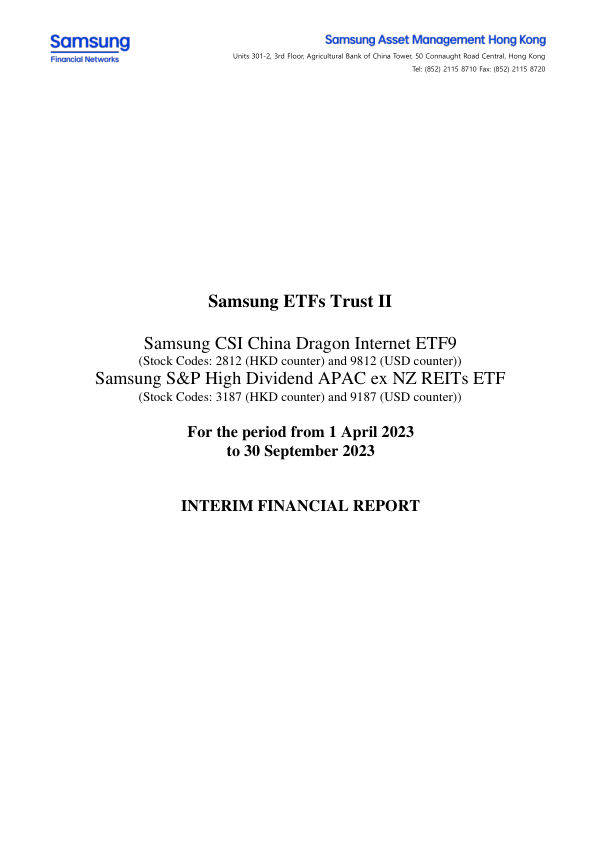 Samsung
Financial Networks
Samsung Asset Management Hong Kong
Units 301-2, 3rd Floor, Agricultural Bank of China Tower, 50 Connaught Road Central, Hong Kong
Tel: (852) 2115 8710 Fax: (852) 2115 8720
Samsung ETFs Trust II
Samsung CSI China Dragon Internet ETF9
(Stock Codes: 2812 (HKD counter) and 9812 (USD counter))
Samsung S&P High Dividend APAC ex NZ REITs ETF
(Stock Codes: 3187 (HKD counter) and 9187 (USD counter))
For the period from 1 April 2023
to 30 September 2023
INTERIM FINANCIAL REPORT